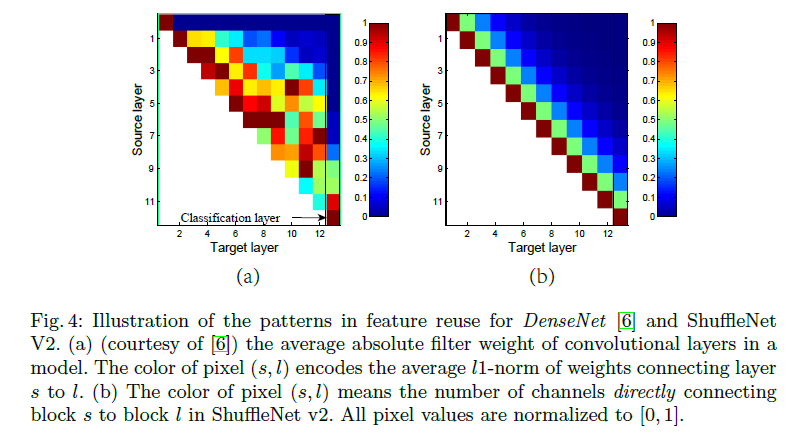 1
0.9
0.8
0.7
0.6
0.5
0.4
0.3
0.2
0.1
0
1
3
5
7
9
11
Source layer
2 4 6 8 10 12
Target layer
Classification layer
(a)
1
0.9
0.8
0.7
0.6
0.5
0.4
0.3
0.2
0.1
0
1
3
5
7
9
11
Source layer
2 4 6 8 10 12
Target layer
(b)
Fig. 4: Illustration of the patterns in feature reuse for DenseNet [6] and ShuffleNet
V2. (a) (courtesy of [6]) the average absolute filter weight of convolutional layers in a
model. The color of pixel (s, l) encodes the average l1-norm of weights connecting layer
s to l. (b) The color of pixel (s, l) means the number of channels directly connecting
block s to block l in ShuffleNet v2. All pixel values are normalized to [0, 1].